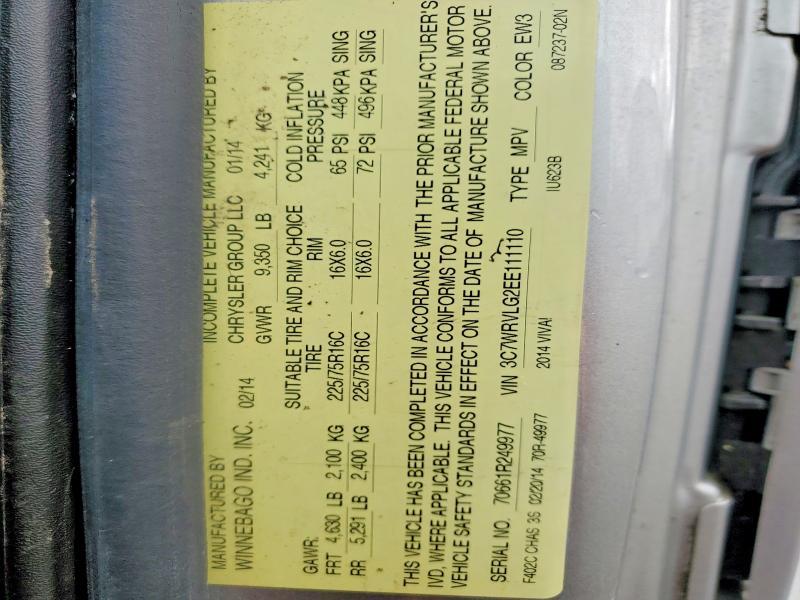 MANUFACTURED BY INCOMPLETE VEHICLE MANUFACTURED BY
WINNEBAGO IND. INC. 02/14 CHRYSLER GROUP LLC 01/14
GVWR 9,350 LB 4,241 KG
SUITABLE TIRE AND RIM CHOICE COLD INFLATION
GAWR: TIRE RIM PRESSURE
FRT 4,630 LB 2,100 KG 225/75R16C 16X6.0 65 PSI 448KPA SING
RR 5,291 LB 2,400 KG 225/75R16C 16X6.0 72 PSI 496KPA SING
THIS VEHICLE HAS BEEN COMPLETED IN ACCORDANCE WITH THE PRIOR MANUFACTURER'S
IVD, WHERE APPLICABLE. THIS VEHICLE CONFORMS TO ALL APPLICABLE FEDERAL MOTOR
VEHICLE SAFETY STANDARDS IN EFFECT ON THE DATE OF MANUFACTURE SHOWN ABOVE.
SERIAL NO. 70661R249977 VIN 3C7WRVLG2EE111110 TYPE MPV COLOR EW3
F402C CHAS 3S 02/20/14 70R-49977 2014 VIVA! IU623B 087237-02N